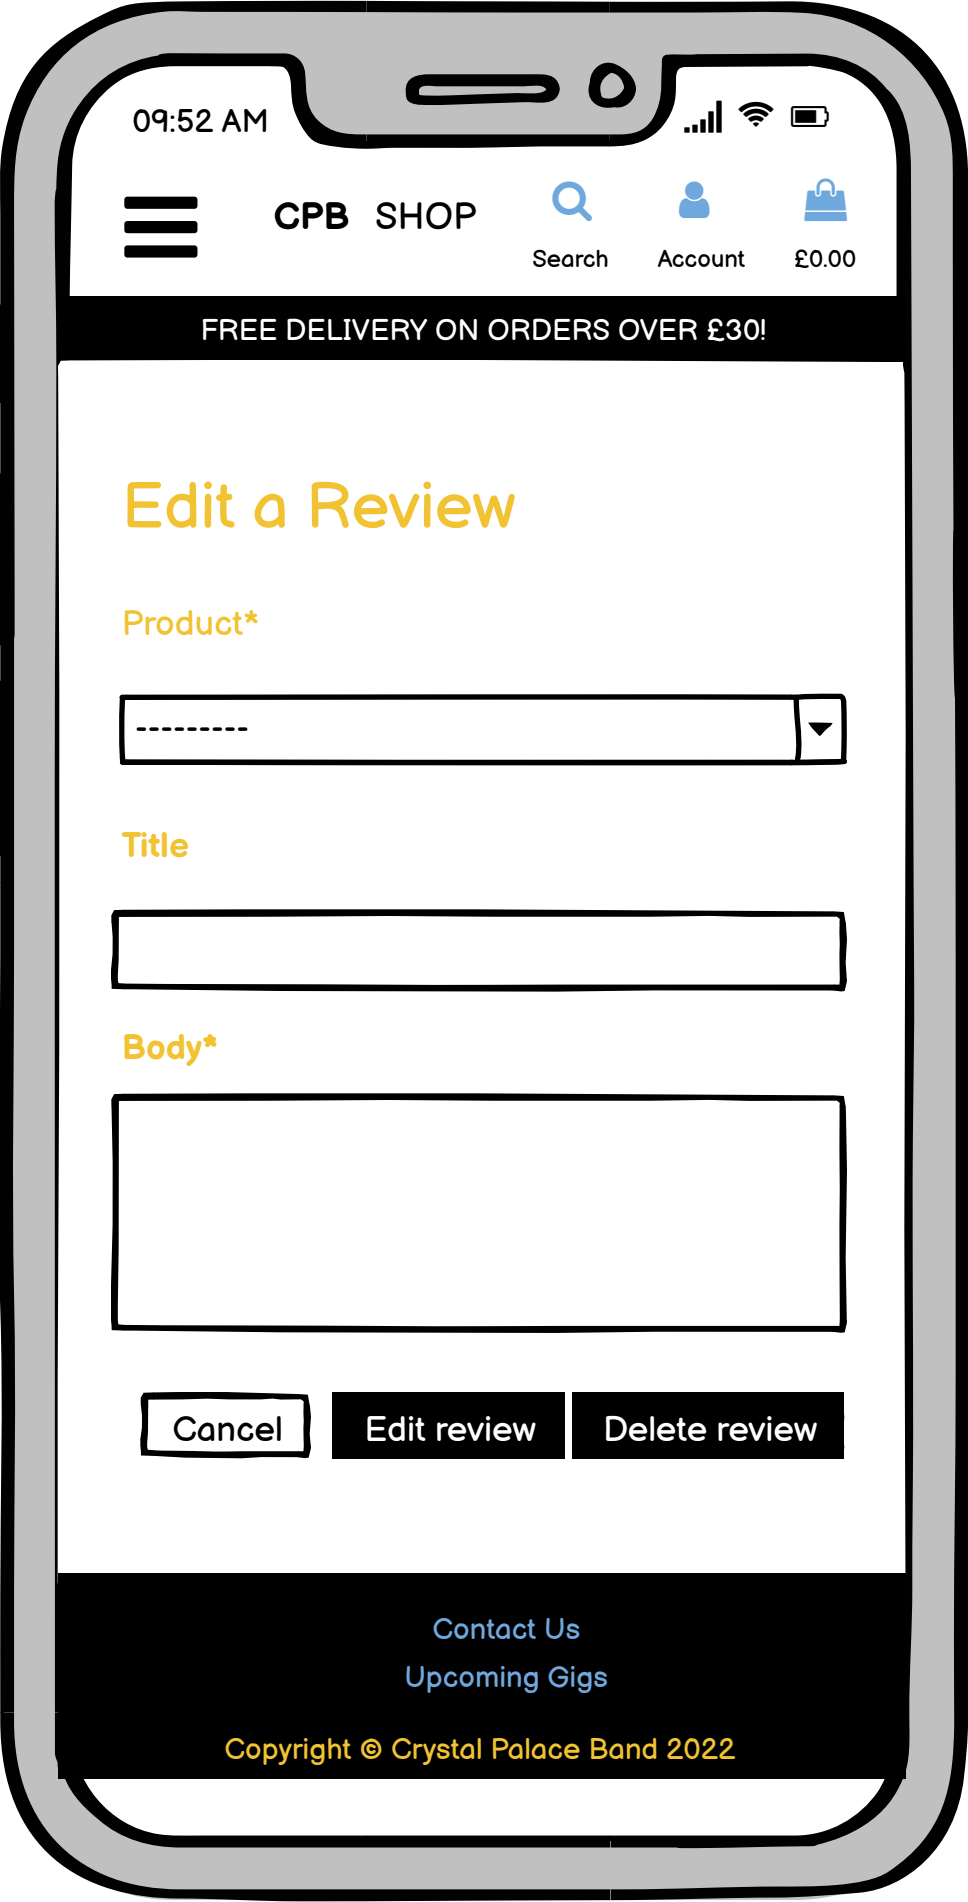 09:52 AM
CPB SHOP
Search Account £0.00
FREE DELIVERY ON ORDERS OVER £30!
Edit a Review
Product*
---------
Title
Body*
Cancel Edit review Delete review
Contact Us
Upcoming Gigs
Copyright © Crystal Palace Band 2022